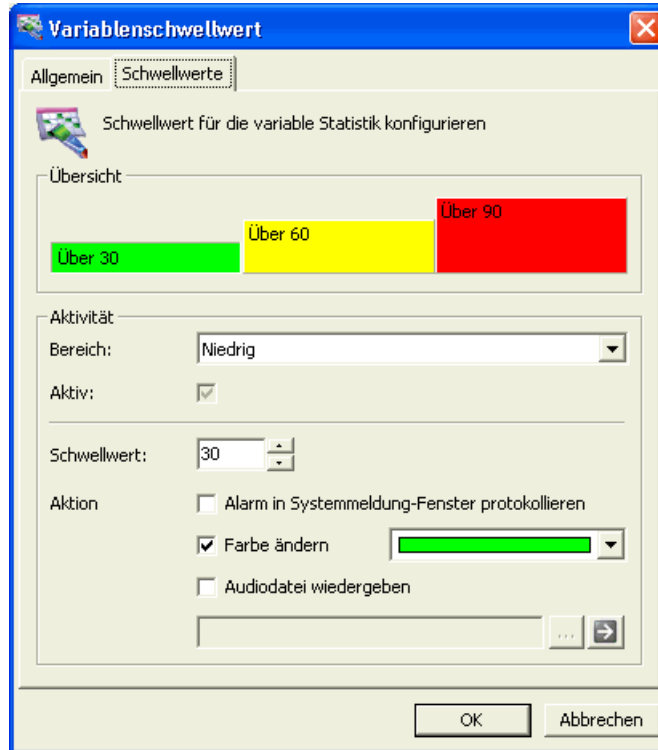 Variablenschwellwert
Allgemein Schwellwerte
Schwellwert für die variable Statistik konfigurieren
Übersicht
Über 30
Über 60
Über 90
Aktivität
Bereich: Niedrig
Aktiv:
Schwellwert: 30
Aktion Alarm in Systemmeldung-Fenster protokollieren
Farbe ändern
Audiodatei wiedergeben
...
OK Abbrechen